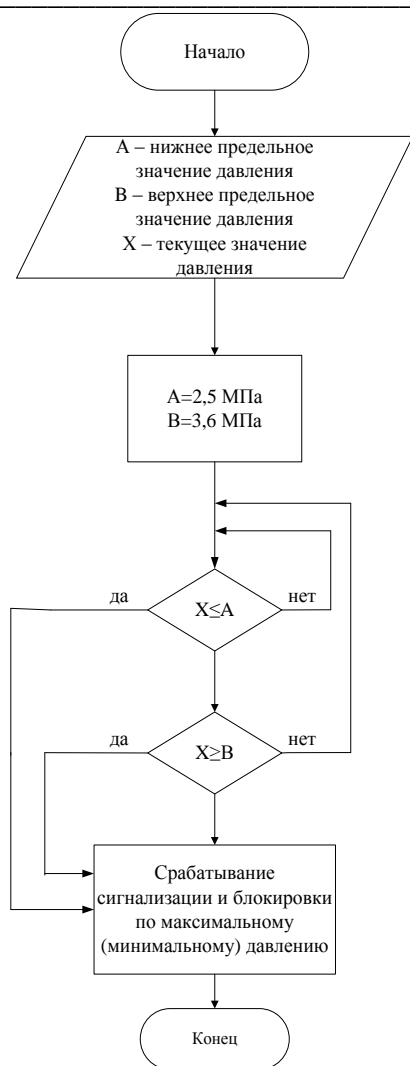 Начало
А – нижнее предельное
значение давления
В – верхнее предельное
значение давления
Х – текущее значение
давления
А=2,5 МПа
В=3,6 МПа
да
Х≤А
нет
да
Х≥В
нет
Срабатывание
сигнализации и блокировки
по максимальному
(минимальному) давлению
Конец